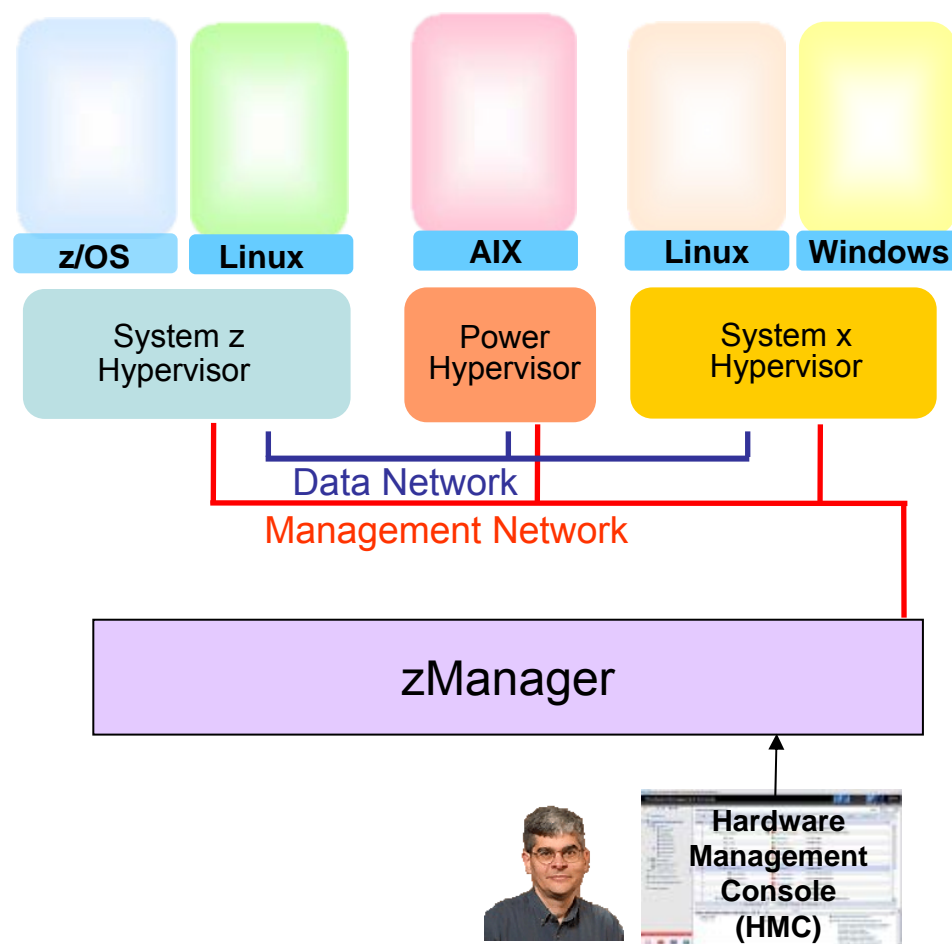 z/OS
Linux
AIX
Linux
Windows
System z
Hypervisor
Power
Hypervisor
System x
Hypervisor
Data Network
Management Network
zManager
Hardware
Management
Console
(HMC)